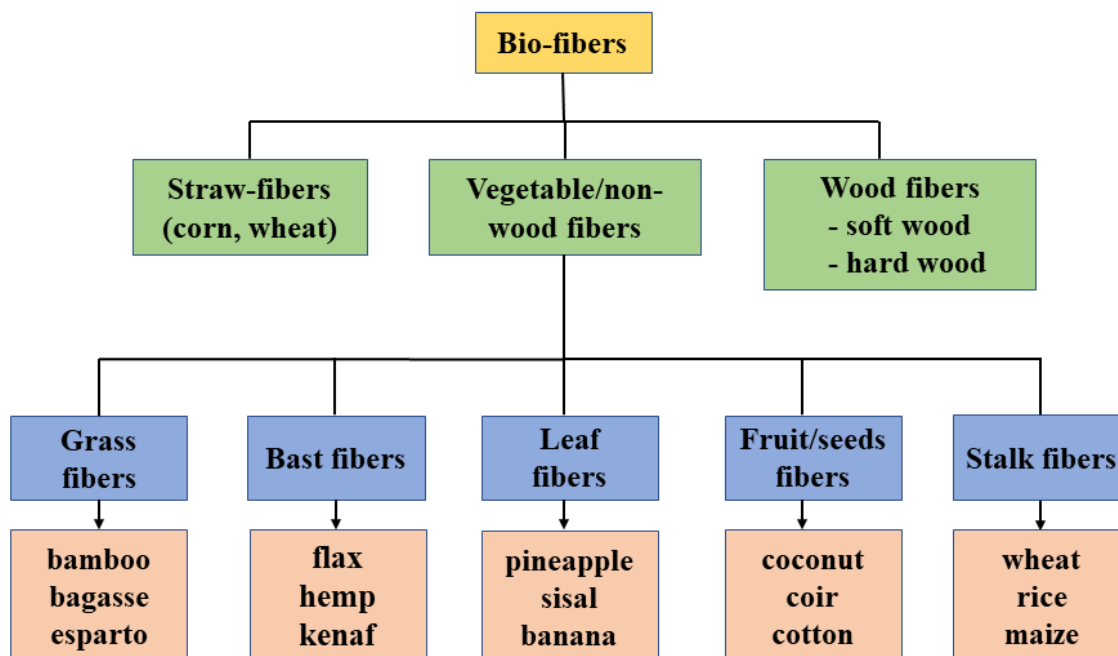 Bio-fibers
Straw-fibers
(corn, wheat)
Vegetable/non-
wood fibers
Wood fibers
- soft wood
- hard wood
Grass
fibers
Bast fibers
Leaf
fibers
Fruit/seeds
fibers
Stalk fibers
bamboo
bagasse
esparto
flax
hemp
kenaf
pineapple
sisal
banana
coconut
coir
cotton
wheat
rice
maize